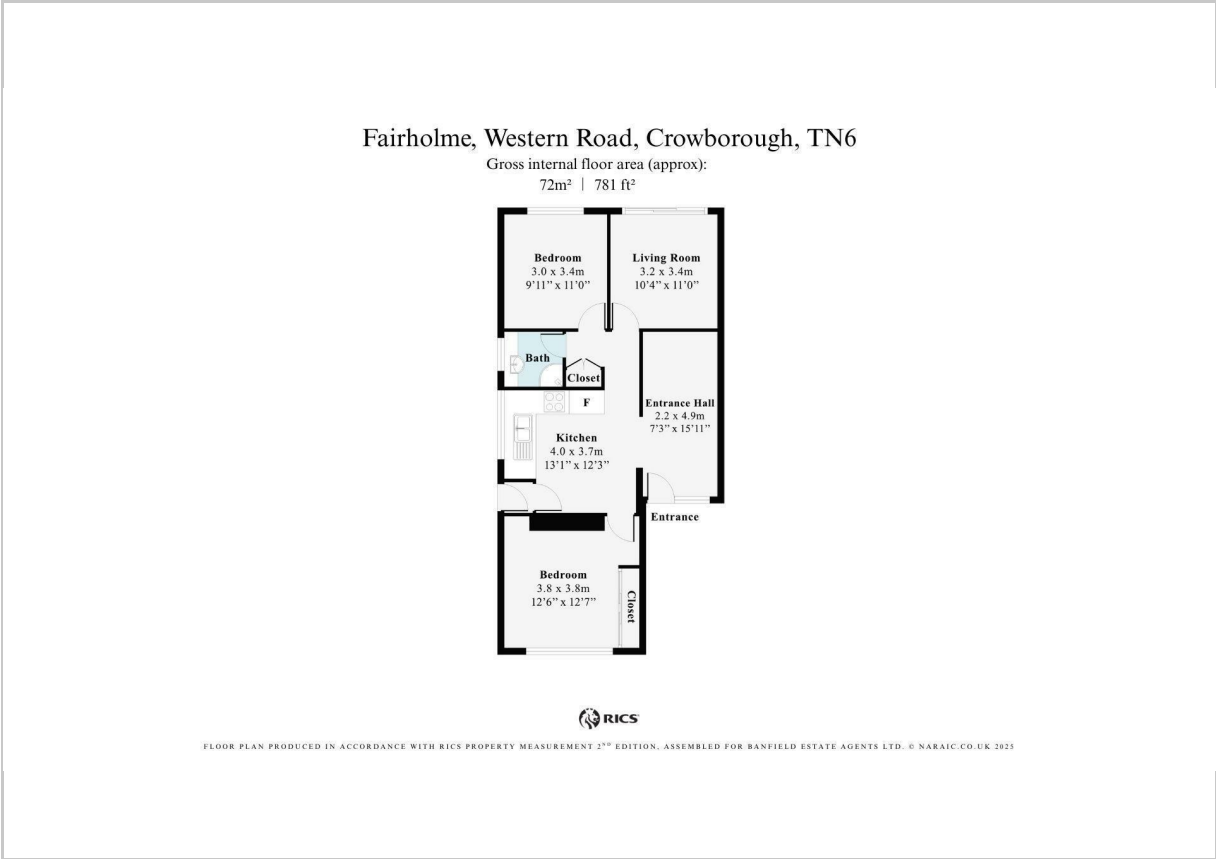 Fairholme, Western Road, Crowborough, TN6
Gross internal floor area (approx):
72m² | 781 ft²
Bedroom
3.0 x 3.4m
9'11’’ x 11'0’’
Living Room
3.2 x 3.4m
10'4’’ x 11'0’’
Bath
Closet
F
Entrance Hall
2.2 x 4.9m
7'3’’ x 15'11’’
Kitchen
4.0 x 3.7m
13'1’’ x 12'3’’
Entrance
Bedroom
3.8 x 3.8m
12'6’’ x 12'7’’
Closet
RICS
FLOOR PLAN PRODUCED IN ACCORDANCE WITH RICS PROPERTY MEASUREMENT 2ND EDITION, ASSEMBLED FOR BANFIELD ESTATE AGENTS LTD. © NARAIC.CO.UK 2025